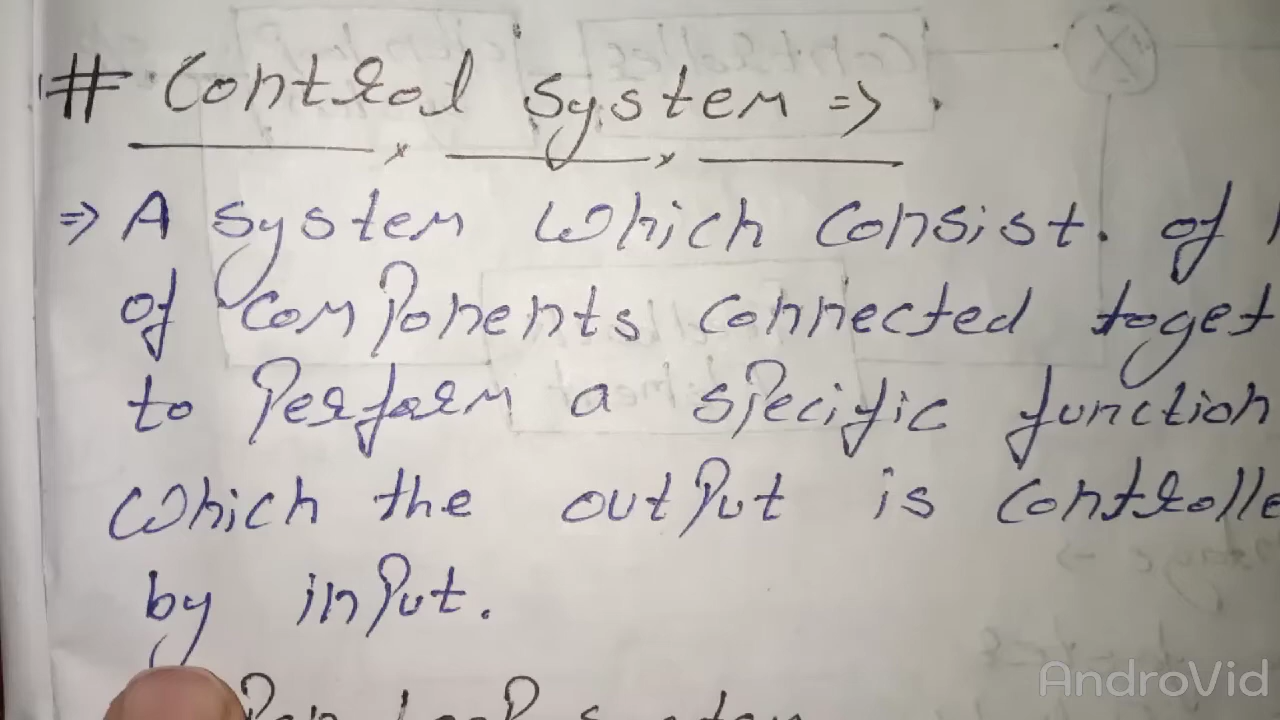 # Control System =>
=> A System which consist. of
of components connected toget
to Perform a specific function
which the output is controlle
by input.
loop
AndroVid